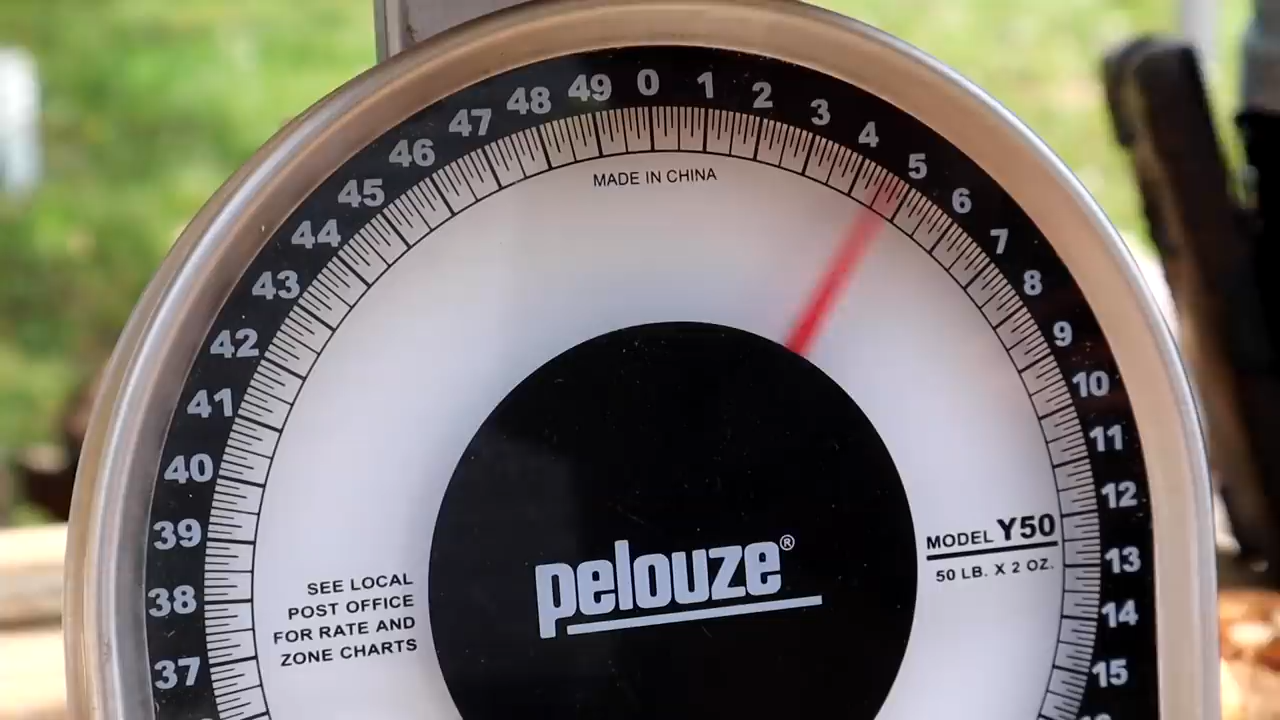 37 38 39 40 41 42 43 44 45 46 47 48 49 0 1 2 3 4 5 6 7 8 9 10 11 12 13 14 15
MADE IN CHINA
pelouze®
MODEL Y50
50 LB. X 2 OZ.
SEE LOCAL
POST OFFICE
FOR RATE AND
ZONE CHARTS